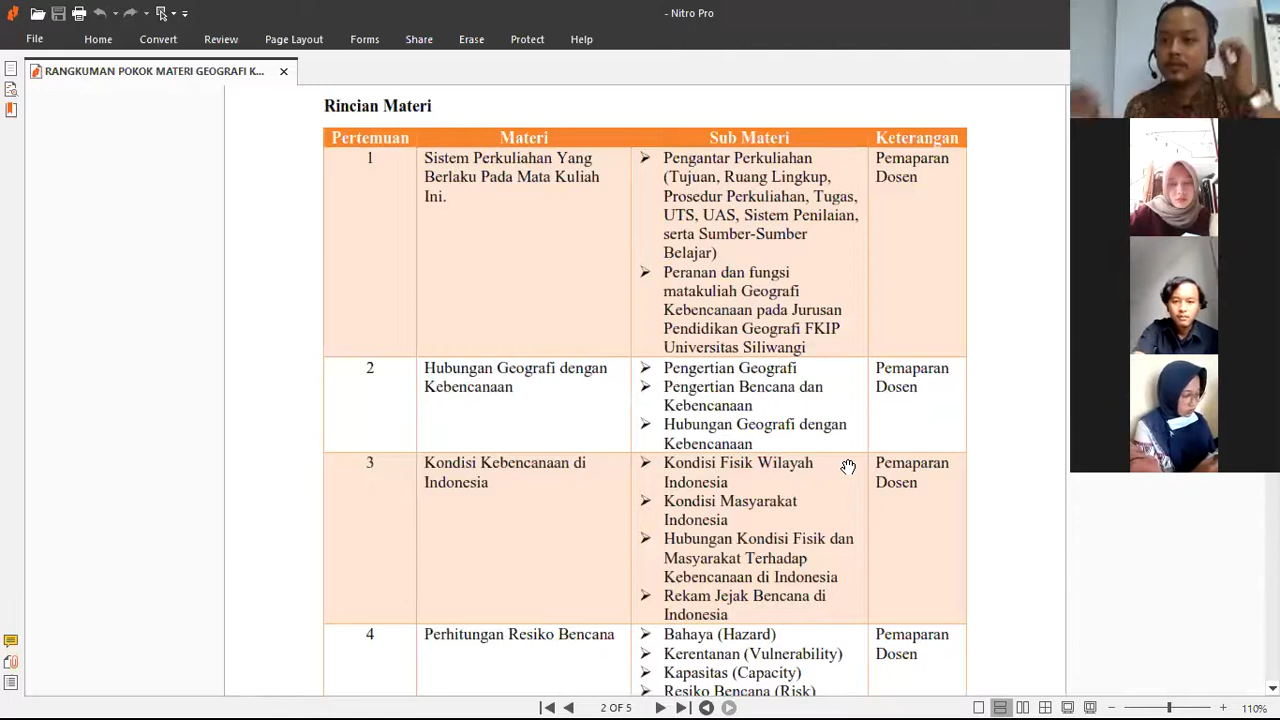 - Nitro Pro
File Home Convert Review Page Layout Forms Share Erase Protect Help
RANGKUMAN POKOK MATERI GEOGRAFI K...
Rincian Materi
Pertemuan Materi Sub Materi Keterangan
1 Sistem Perkuliahan Yang ➢ Pengantar Perkuliahan Pemaparan
Berlaku Pada Mata Kuliah (Tujuan, Ruang Lingkup, Dosen
Ini. Prosedur Perkuliahan, Tugas,
UTS, UAS, Sistem Penilaian,
serta Sumber-Sumber
Belajar)
➢ Peranan dan fungsi
matakuliah Geografi
Kebencanaan pada Jurusan
Pendidikan Geografi FKIP
Universitas Siliwangi
2 Hubungan Geografi dengan ➢ Pengertian Geografi Pemaparan
Kebencanaan ➢ Pengertian Bencana dan Dosen
Kebencanaan
➢ Hubungan Geografi dengan
Kebencanaan
3 Kondisi Kebencanaan di ➢ Kondisi Fisik Wilayah Pemaparan
Indonesia Indonesia Dosen
➢ Kondisi Masyarakat
Indonesia
➢ Hubungan Kondisi Fisik dan
Masyarakat Terhadap
Kebencanaan di Indonesia
➢ Rekam Jejak Bencana di
Indonesia
4 Perhitungan Resiko Bencana ➢ Bahaya (Hazard) Pemaparan
➢ Kerentanan (Vulnerability) Dosen
➢ Kapasitas (Capacity)
➢ Resiko Bencana (Risk)
2 OF 5 110%